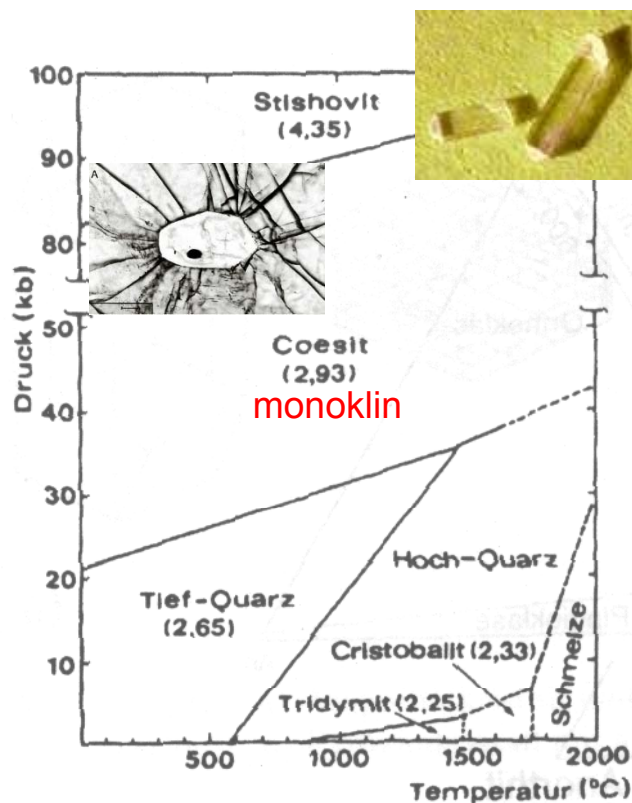 100
Stishovit
(4,35)
90
A
80
Druck (kb)
50
Coesit
(2,93)
monoklin
40
30
Hoch-Quarz
20
Tief-Quarz
(2,65)
Cristobalit (2,33)
10
Tridymit (2,25)
Schmelze
500
1000
1500
2000
Temperatur (°C)